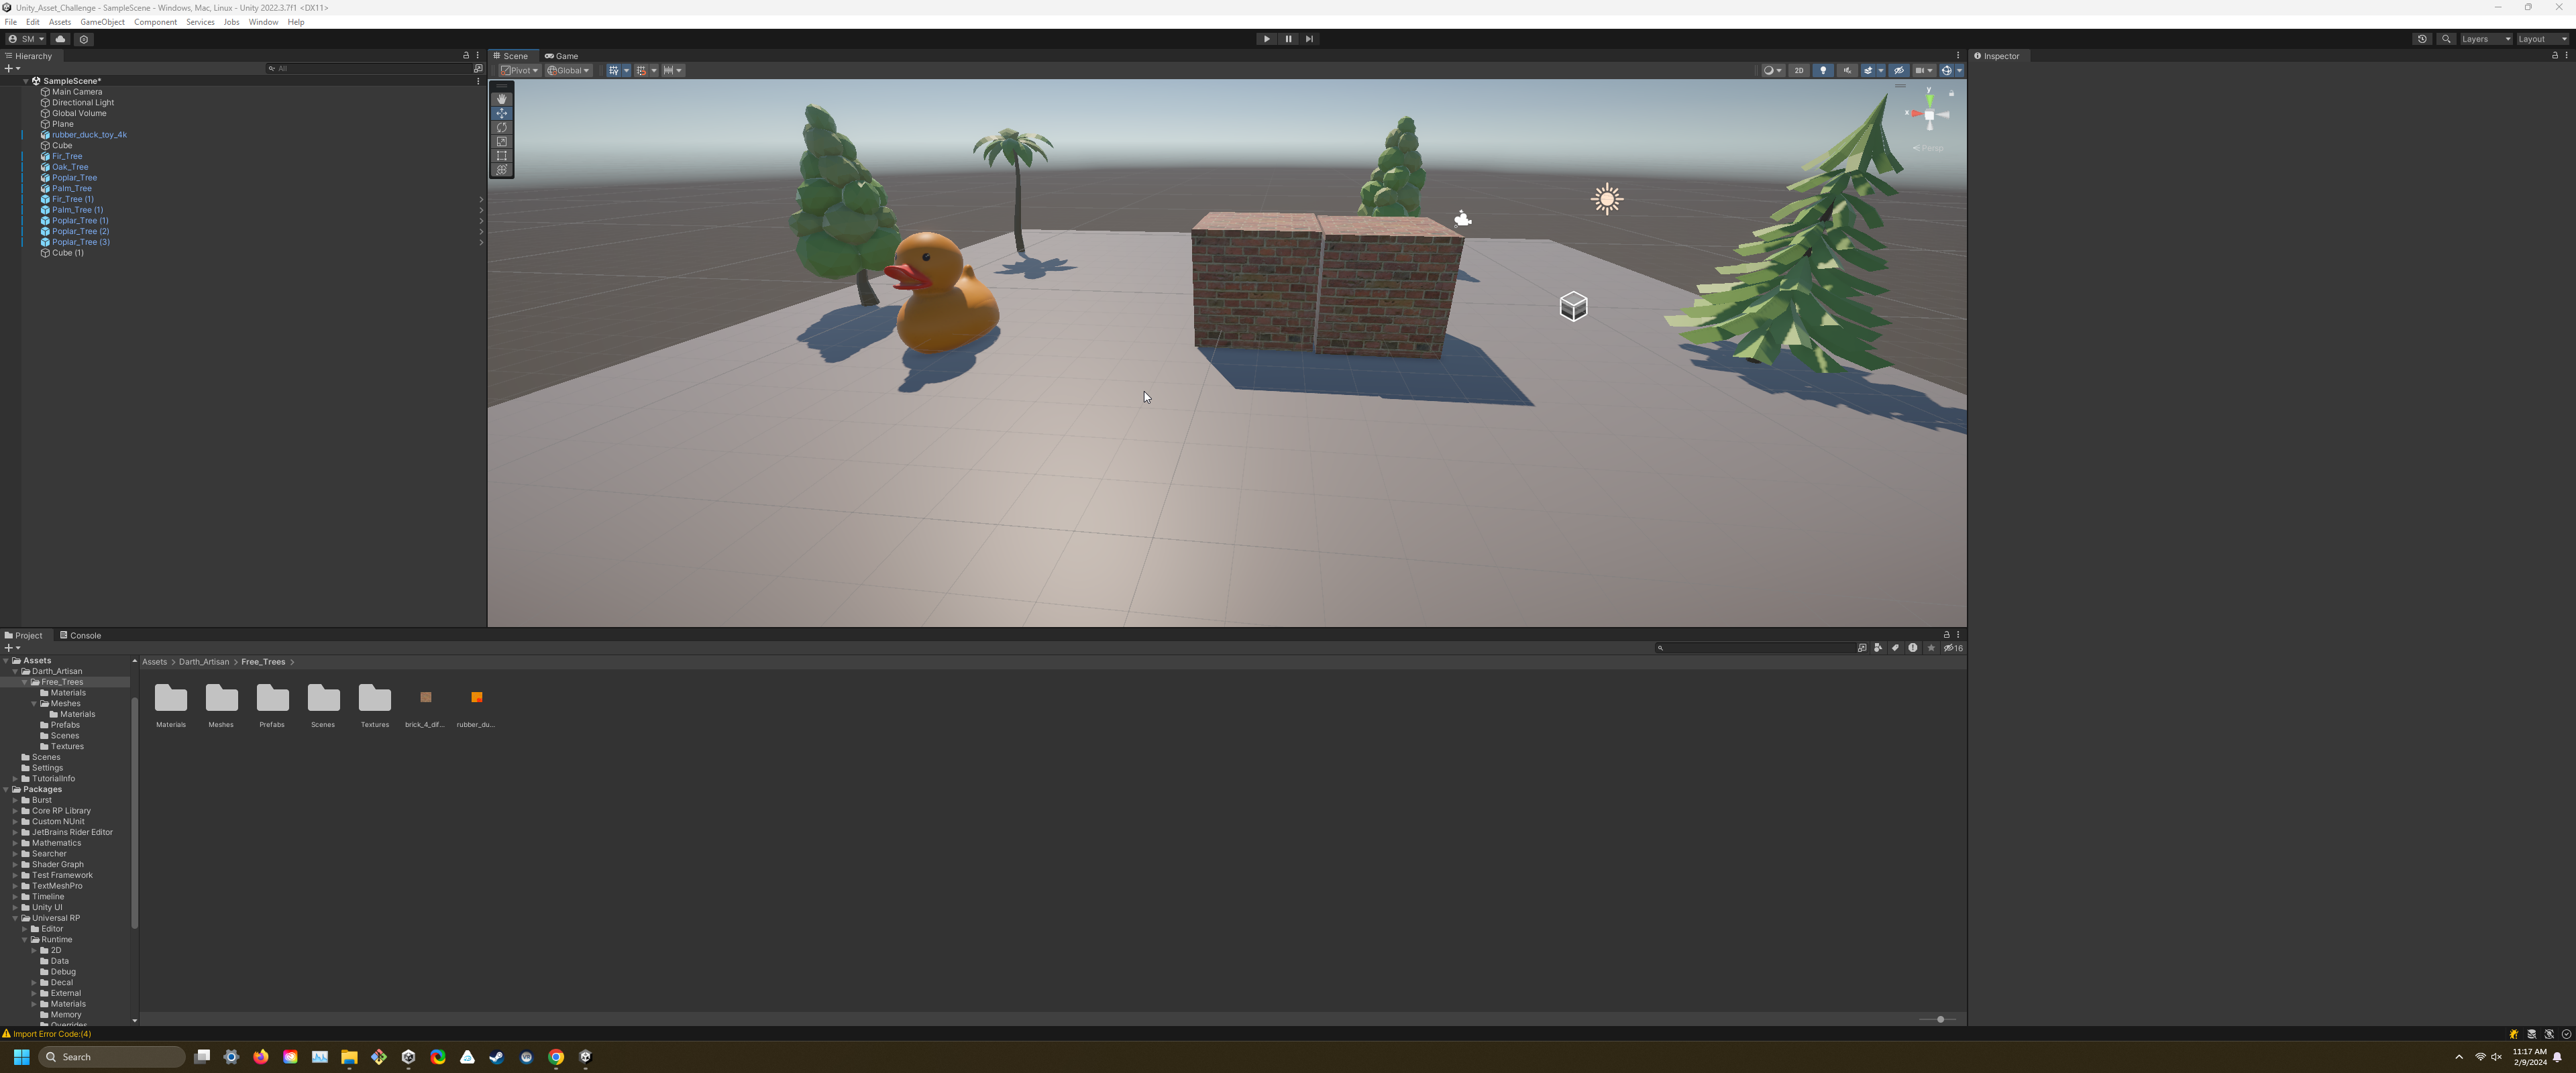 Unity_Asset_Challenge - SampleScene - Windows, Mac, Linux - Unity 2022.3.7f1 <DX11>
File Edit Assets GameObject Component Services Jobs Window Help
SM Layers Layout
Hierarchy
All
SampleScene*
Main Camera
Directional Light
Global Volume
Plane
rubber_duck_toy_4k
Cube
Fir_Tree
Oak_Tree
Poplar_Tree
Palm_Tree
Fir_Tree (1)
Palm_Tree (1)
Poplar_Tree (1)
Poplar_Tree (2)
Poplar_Tree (3)
Cube (1)
Scene Game
Pivot Global 2D
y
x
Persp
Inspector
Project Console
16
Assets
Darth_Artisan
Free_Trees
Materials
Meshes
Materials
Prefabs
Scenes
Textures
Scenes
Settings
TutorialInfo
Packages
Burst
Core RP Library
Custom NUnit
JetBrains Rider Editor
Mathematics
Searcher
Shader Graph
Test Framework
TextMeshPro
Timeline
Unity UI
Universal RP
Editor
Runtime
2D
Data
Debug
Decal
External
Materials
Memory
Overrides
Assets > Darth_Artisan > Free_Trees >
Materials Meshes Prefabs Scenes Textures brick_4_dif... rubber_du...
Import Error Code:(4)
Search
11:17 AM
2/9/2024